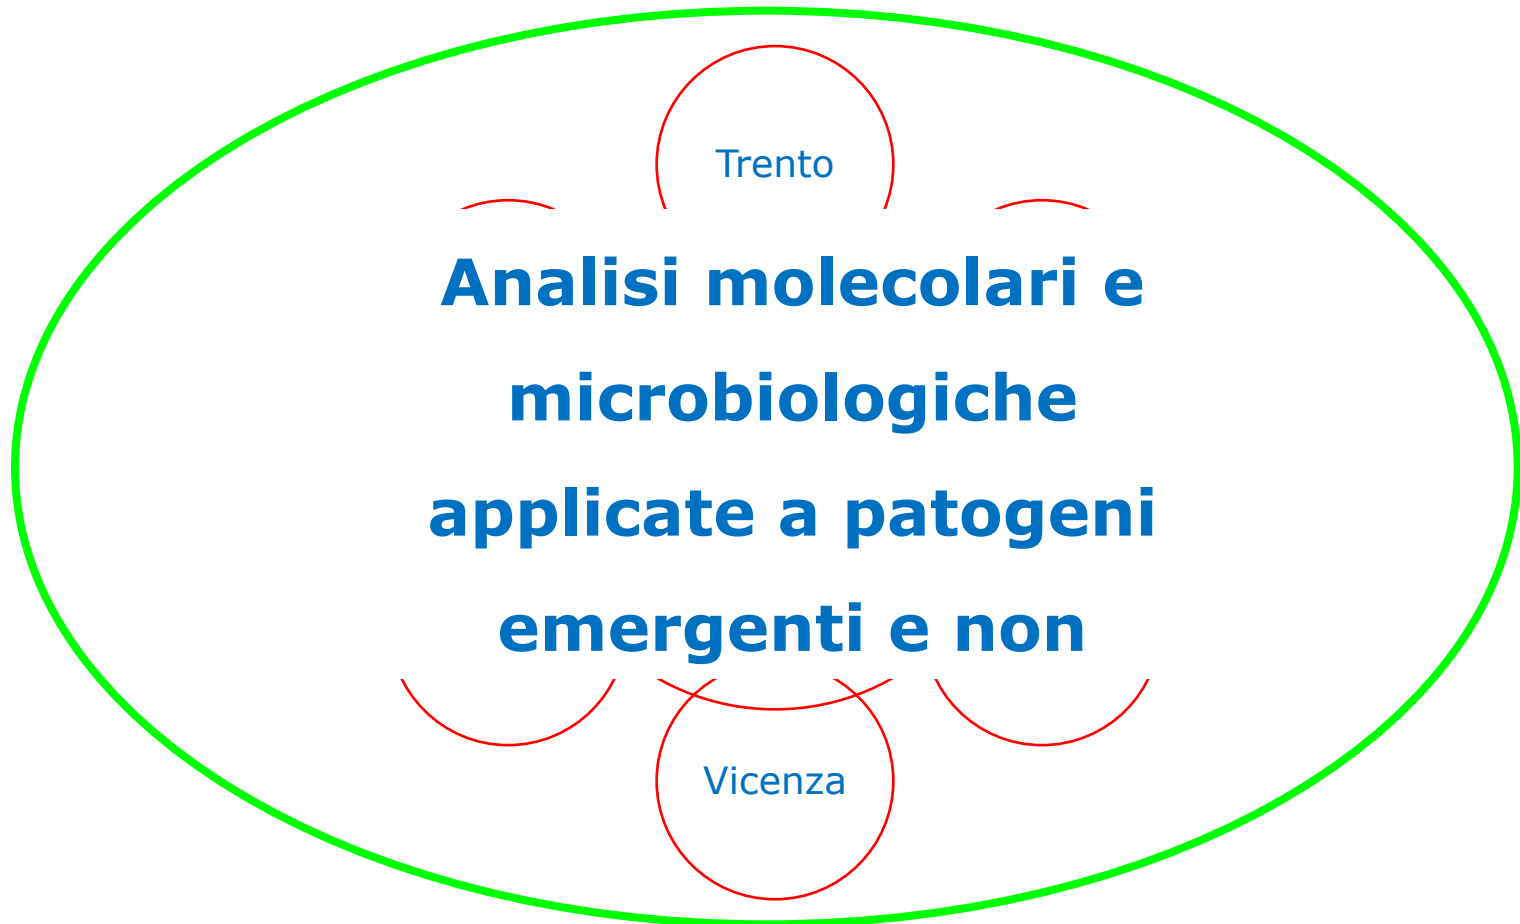 Trento
Analisi molecolari e
microbiologiche
applicate a patogeni
emergenti e non
Vicenza